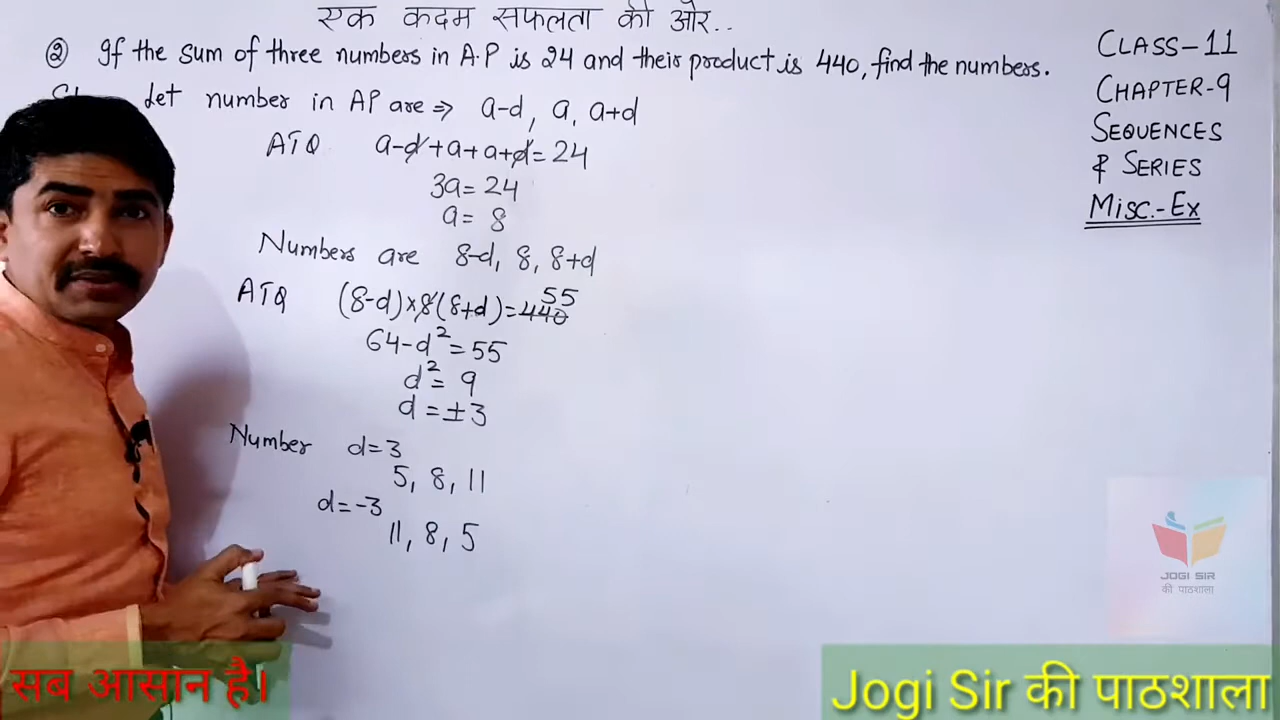 एक कदम सफलता की ओर..
② If the sum of three numbers in A.P is 24 and their product is 440, find the numbers.
Let number in AP are ⇒ a-d, a, a+d
ATQ a-d+a+a+d=24
3a=24
a= 8
Numbers are 8-d, 8, 8+d
55
ATQ (8-d)×8(8+d)=440
64-d²=55
d²= 9
d=±3
Number d=3
5, 8, 11
d=-3
11, 8, 5
CLASS-11
CHAPTER-9
SEQUENCES
& SERIES
MISC.-EX
JOGI SIR
की पाठशाला
सब आसान है।
Jogi Sir की पाठशाला